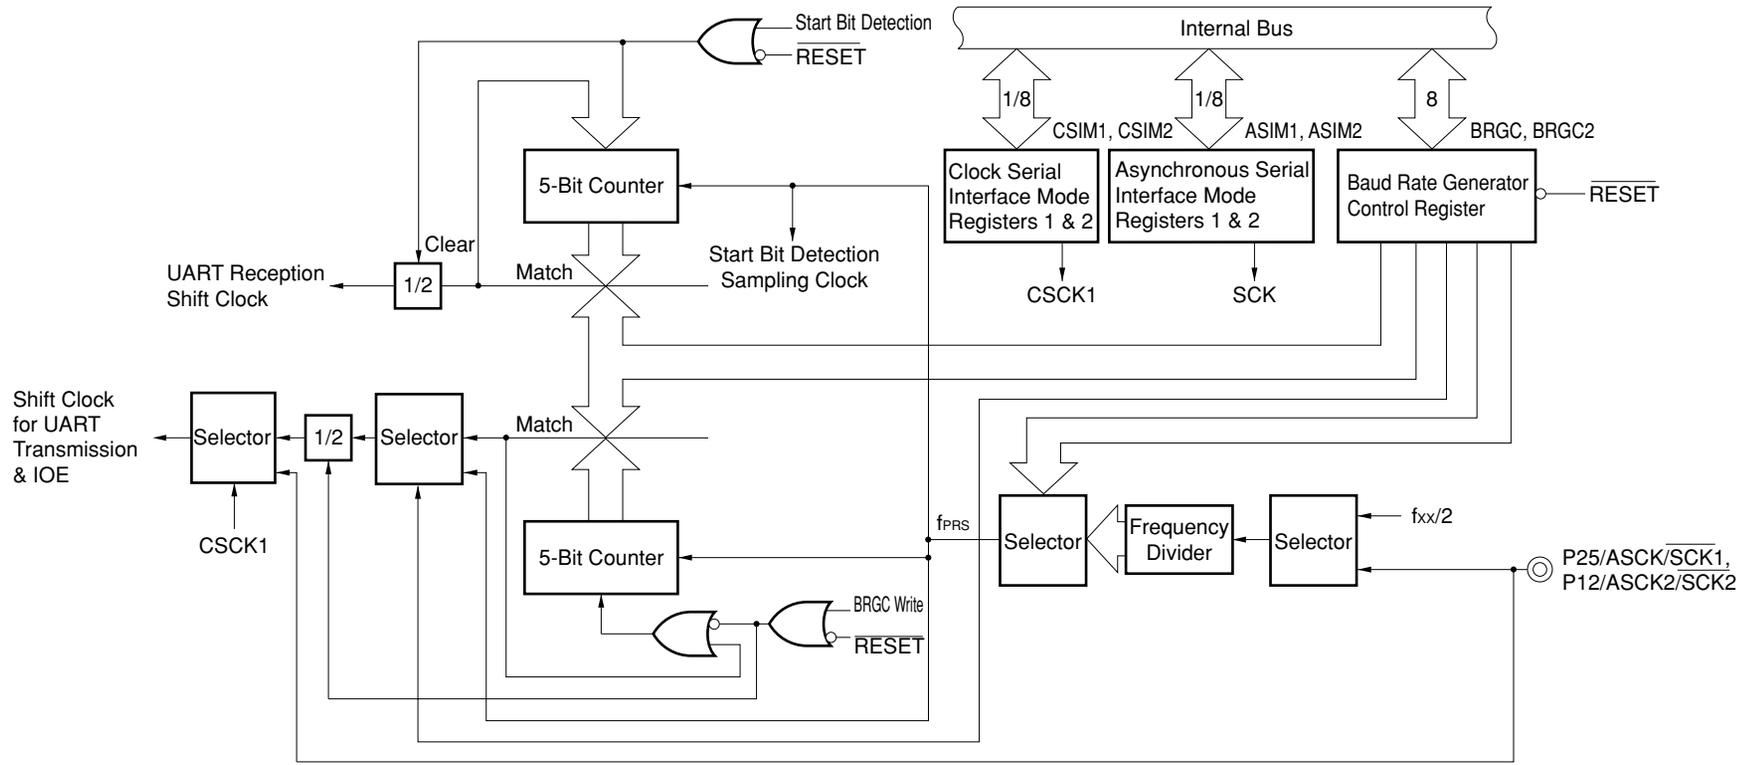 Start Bit Detection
RESET
Internal Bus
1/8
1/8
8
CSIM1, CSIM2
ASIM1, ASIM2
BRGC, BRGC2
5-Bit Counter
Clock Serial
Interface Mode
Registers 1 & 2
Asynchronous Serial
Interface Mode
Registers 1 & 2
Baud Rate Generator
Control Register
RESET
Clear
Match
Start Bit Detection
Sampling Clock
UART Reception
Shift Clock
1/2
CSCK1
SCK
Shift Clock
for UART
Transmission
& IOE
Selector
1/2
Selector
Match
CSCK1
5-Bit Counter
fPRS
Selector
Frequency
Divider
Selector
fXX/2
P25/ASCK/SCK1,
P12/ASCK2/SCK2
BRGC Write
RESET